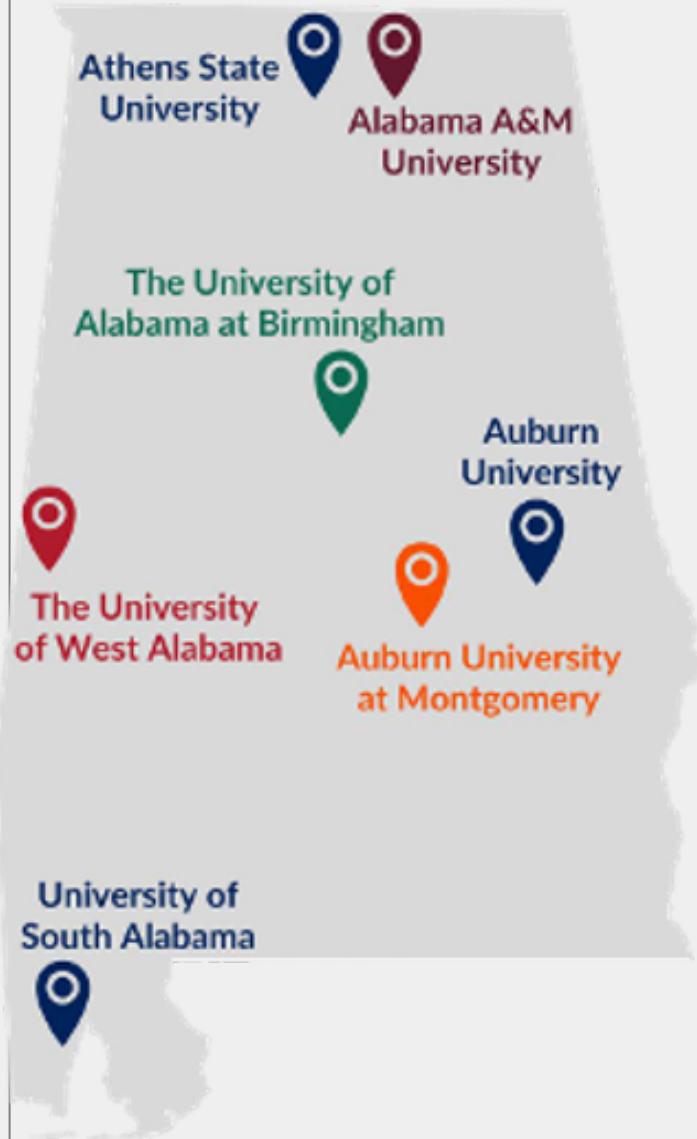 Athens State
University
Alabama A&M
University
The University of
Alabama at Birmingham
Auburn
University
The University
of West Alabama
Auburn University
at Montgomery
University of
South Alabama